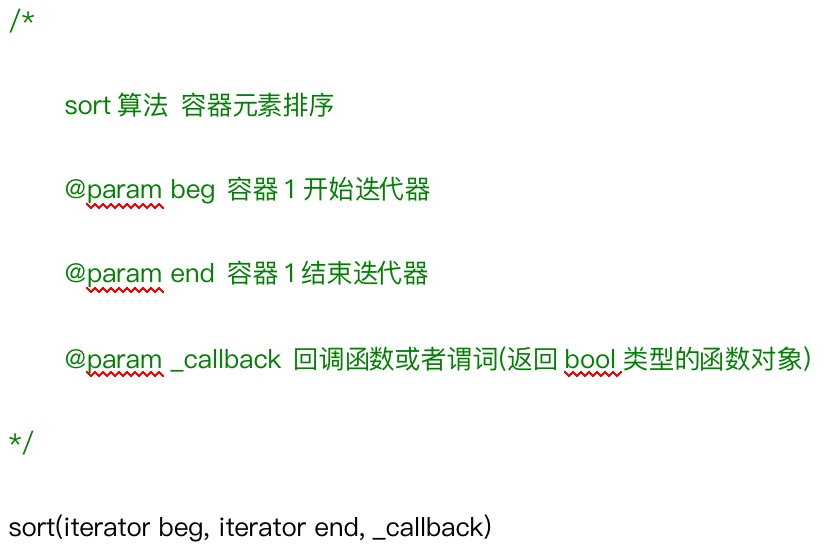 /*
sort 算法 容器元素排序
@param beg 容器 1 开始迭代器
@param end 容器 1 结束迭代器
@param _callback 回调函数或者谓词(返回 bool 类型的函数对象)
*/
sort(iterator beg, iterator end, _callback)